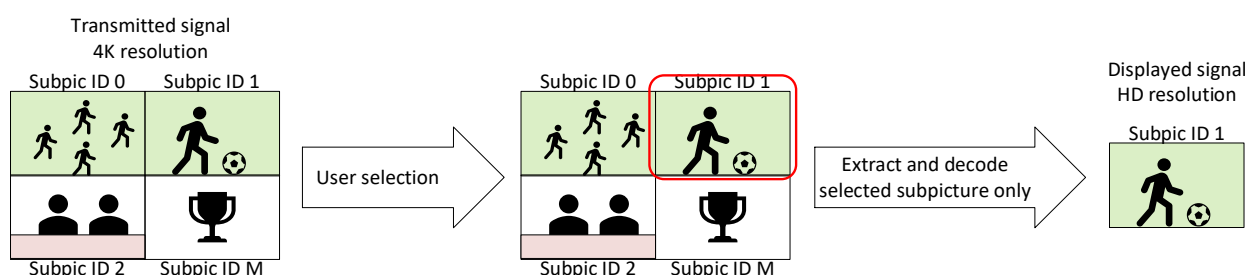 Transmitted signal
4K resolution
Subpic ID 0 Subpic ID 1
Subpic ID 2 Subpic ID M
User selection
Subpic ID 0 Subpic ID 1
Subpic ID 2 Subpic ID M
Extract and decode
selected subpicture only
Displayed signal
HD resolution
Subpic ID 1